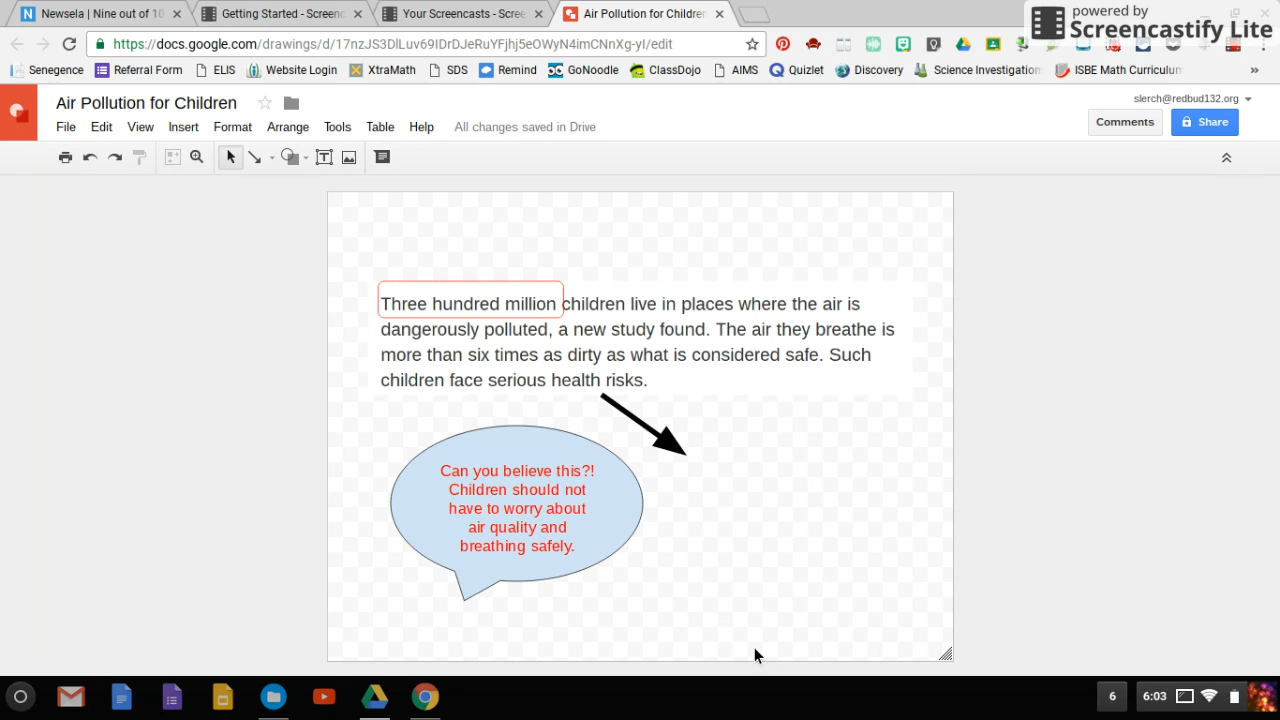 Newsela | Nine out of 10
Getting Started - Screenc
Your Screencasts - Scree
Air Pollution for Children
powered by
Screencastify Lite
https://docs.google.com/drawings/d/17nzJS3DlLuv69IDrDJeRuYFJpj5eOWyN4imCNnXg-yI/edit
Senegence
Referral Form
ELIS
Website Login
XtraMath
SDS
Remind
GoNoodle
ClassDojo
AIMS
Quizlet
Discovery
Science Investigation
ISBE Math Curriculum
»
Air Pollution for Children
slerch@redbud132.org
File Edit View Insert Format Arrange Tools Table Help All changes saved in Drive
Comments
Share
Three hundred million children live in places where the air is
dangerously polluted, a new study found. The air they breathe is
more than six times as dirty as what is considered safe. Such
children face serious health risks.
Can you believe this?!
Children should not
have to worry about
air quality and
breathing safely.
6
6:03